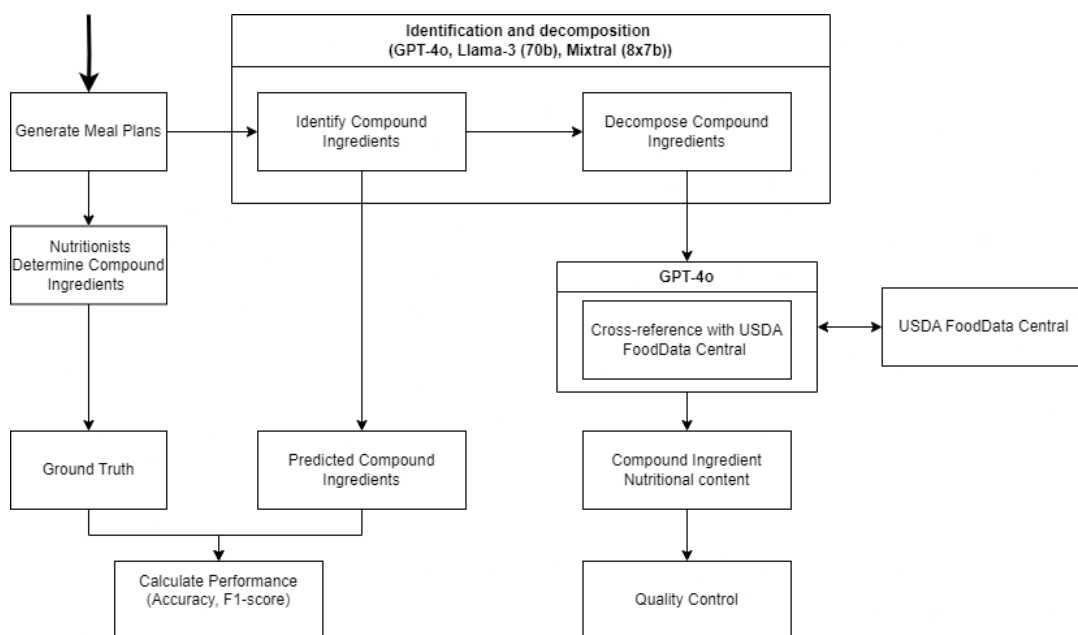 Identification and decomposition
(GPT-4o, Llama-3 (70b), Mixtral (8x7b))
Generate Meal Plans
Identify Compound
Ingredients
Decompose Compound
Ingredients
Nutritionists
Determine Compound
Ingredients
GPT-4o
Cross-reference with USDA
FoodData Central
USDA FoodData Central
Ground Truth
Predicted Compound
Ingredients
Compound Ingredient
Nutritional content
Calculate Performance
(Accuracy, F1-score)
Quality Control